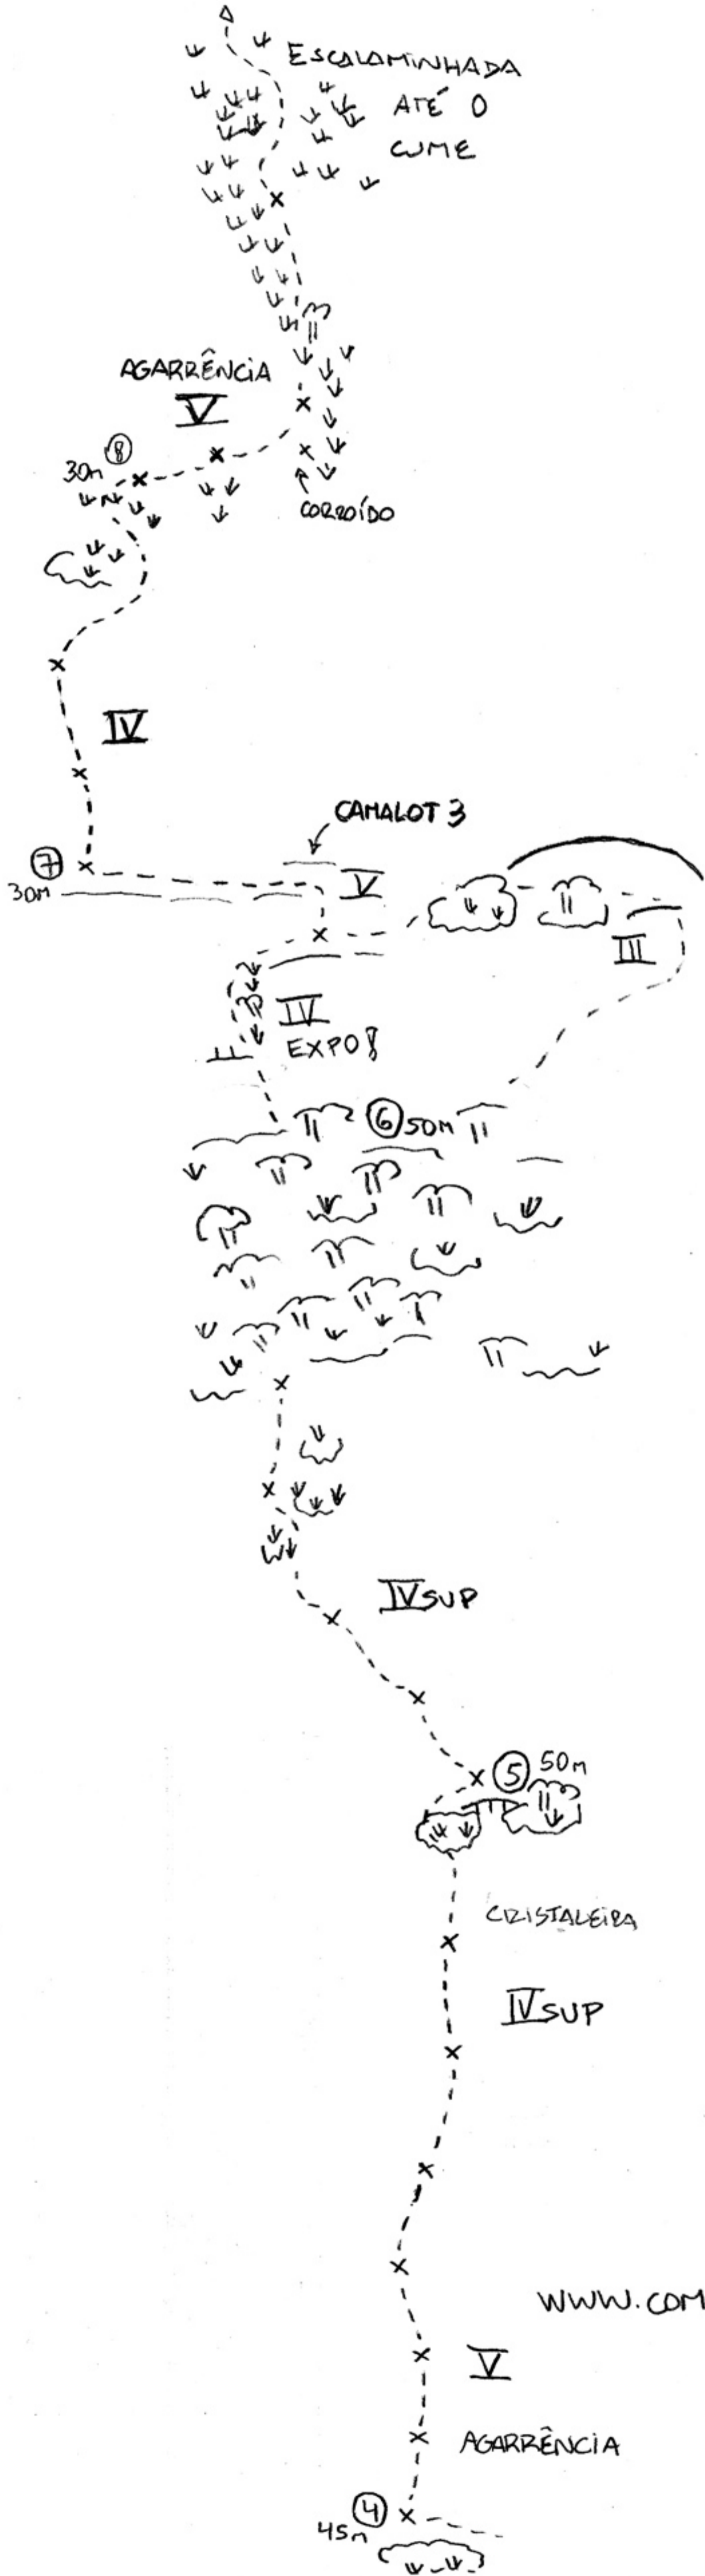 ESCALAMINHADA
ATÉ O
CUME
AGARRÊNCIA
V
8
30m
CORROÍDO
IV
CAMALOT 3
7
30M
V
III
IV
EXPO!
6 50m
IV SUP
5 50m
CRISTALEIRA
IV SUP
WWW.COM
V
AGARRÊNCIA
4
45m